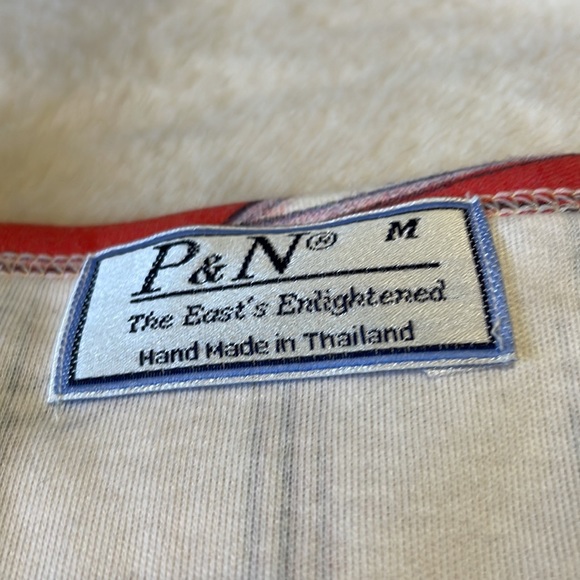 P&N® M
The East's Enlightened
Hand Made in Thailand